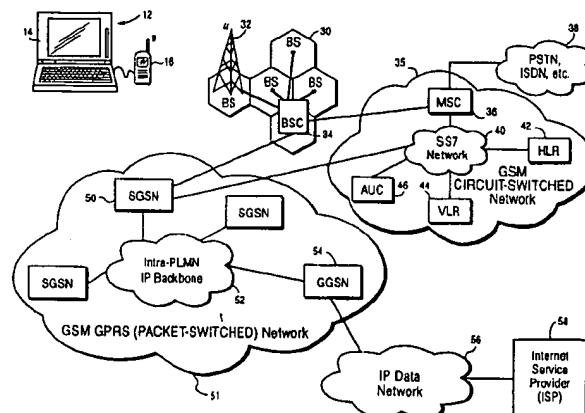 14
12
16
32
30
BS
BS
BS
BS
BS
BSC
34
35
38
PSTN,
ISDN, etc.
MSC
36
40
42
SS7
Network
HLR
AUC
46
44
VLR
GSM
CIRCUIT-SWITCHED
Network
50
SGSN
SGSN
SGSN
Intra-PLMN
IP Backbone
52
54
GGSN
GSM GPRS (PACKET-SWITCHED) Network
51
56
IP Data
Network
58
Internet
Service
Provider
(ISP)